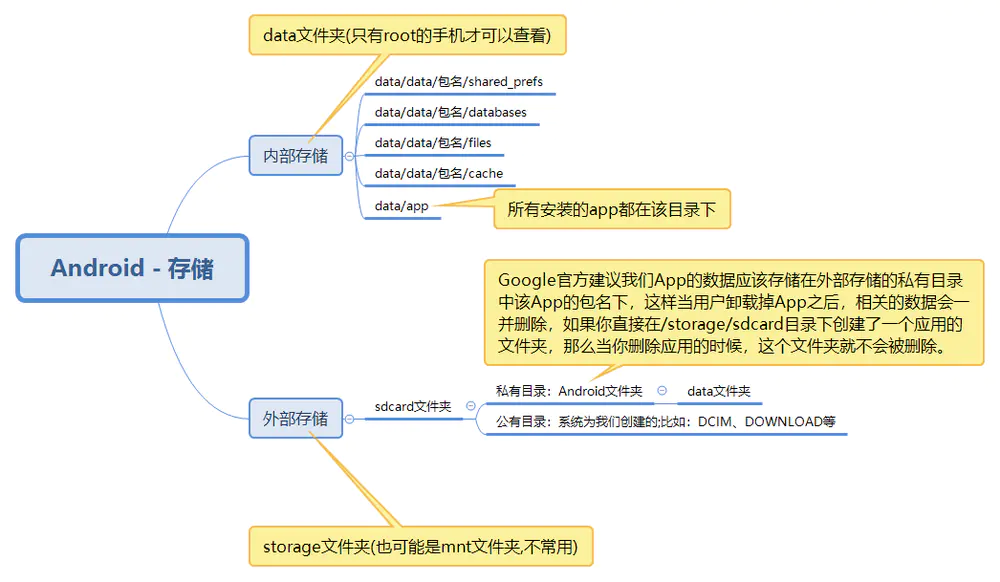 data文件夹(只有root的手机才可以查看)
data/data/包名/shared_prefs
data/data/包名/databases
内部存储
data/data/包名/files
data/data/包名/cache
data/app
所有安装的app都在该目录下
Android - 存储
Google官方建议我们App的数据应该存储在外部存储的私有目录
中该App的包名下，这样当用户卸载掉App之后，相关的数据会一
并删除，如果你直接在/storage/sdcard目录下创建了一个应用的
文件夹，那么当你删除应用的时候，这个文件夹就不会被删除。
外部存储
sdcard文件夹
私有目录：Android文件夹
data文件夹
公有目录：系统为我们创建的;比如：DCIM、DOWNLOAD等
storage文件夹(也可能是mnt文件夹,不常用)